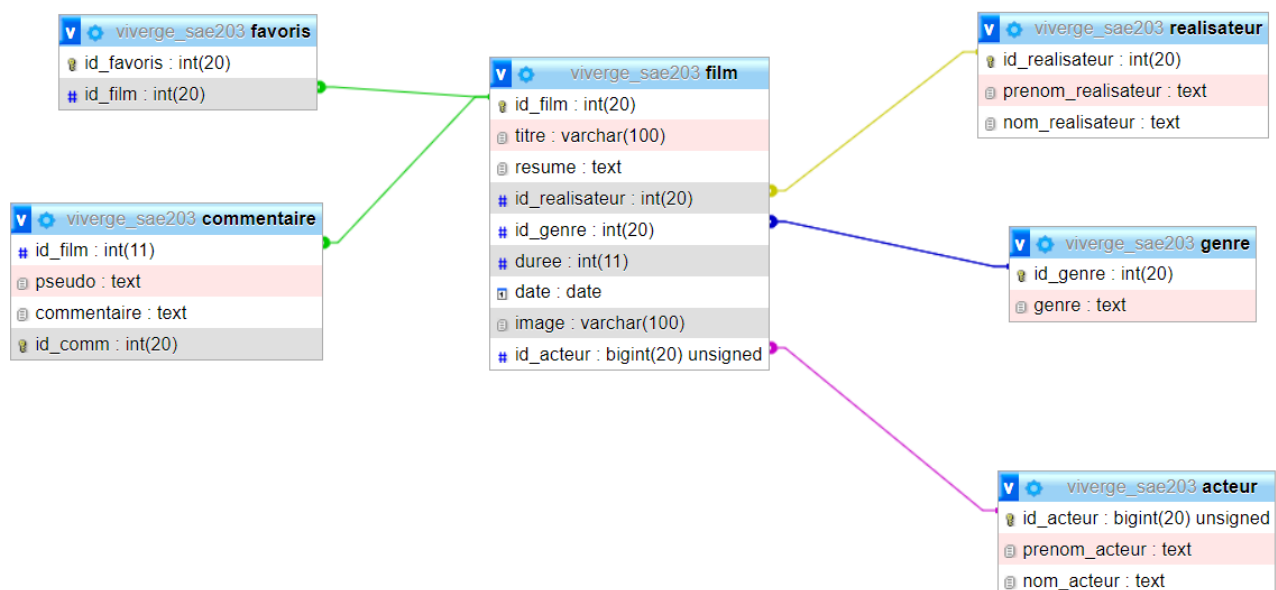 viverge_sae203 favoris
id_favoris : int(20)
# id_film : int(20)
viverge_sae203 commentaire
# id_film : int(11)
pseudo : text
commentaire : text
id_comm : int(20)
viverge_sae203 film
id_film : int(20)
titre : varchar(100)
resume : text
# id_realisateur : int(20)
# id_genre : int(20)
# duree : int(11)
date : date
image : varchar(100)
# id_acteur : bigint(20) unsigned
viverge_sae203 realisateur
id_realisateur : int(20)
prenom_realisateur : text
nom_realisateur : text
viverge_sae203 genre
id_genre : int(20)
genre : text
viverge_sae203 acteur
id_acteur : bigint(20) unsigned
prenom_acteur : text
nom_acteur : text